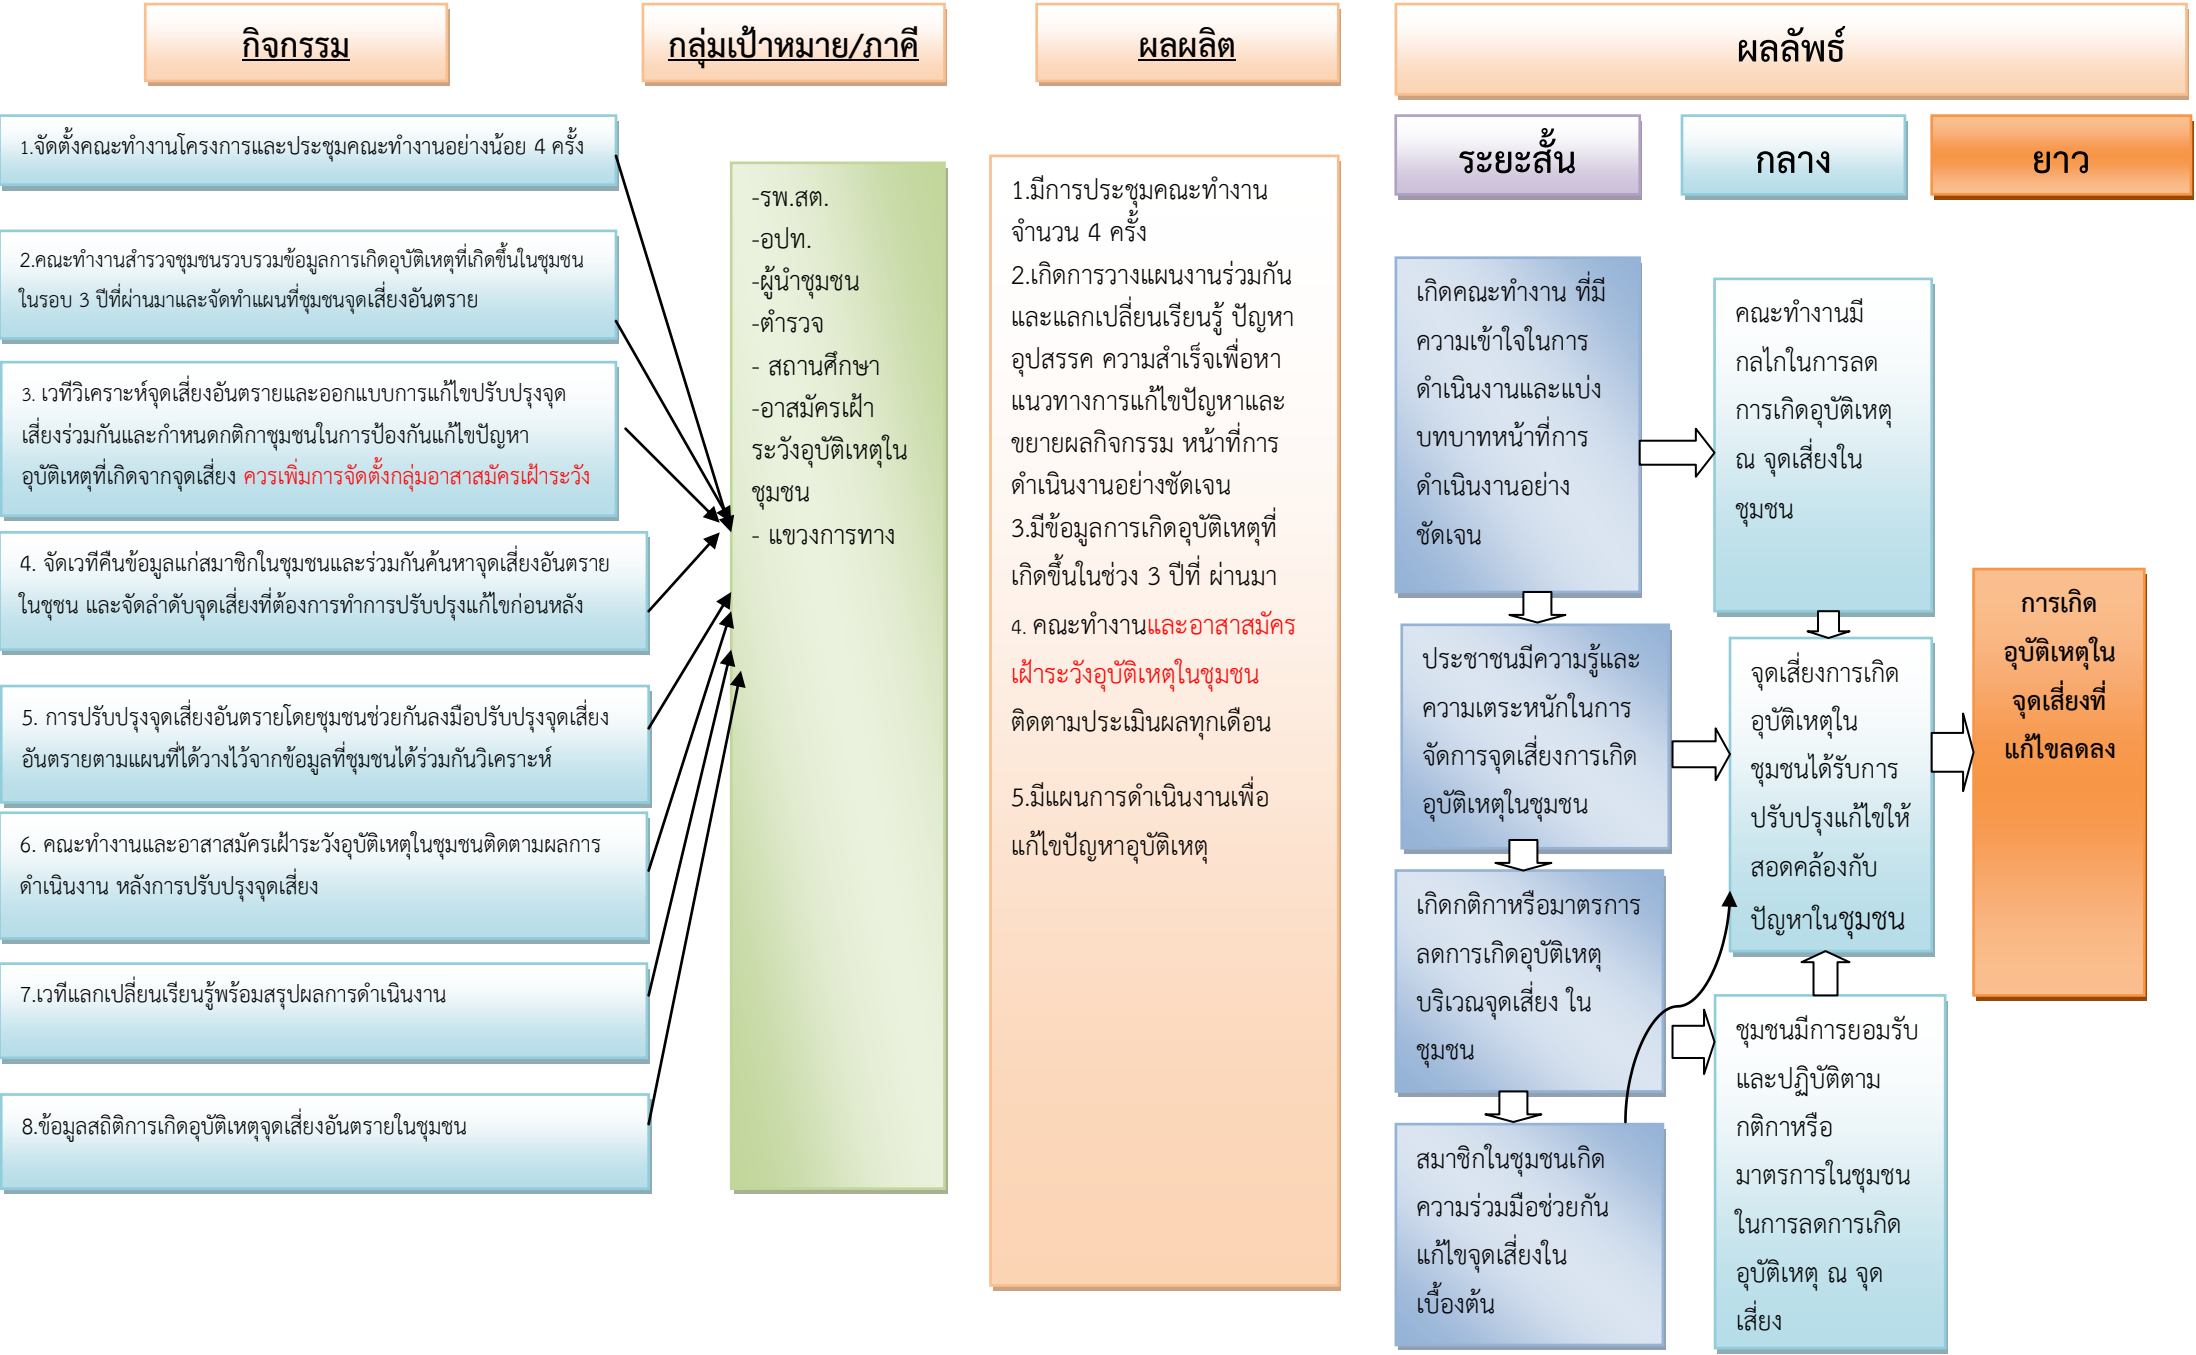 กิจกรรม
1.จัดตั้งคณะทำงานโครงการและประชุมคณะทำงานอย่างน้อย 4 ครั้ง
2.คณะทำงานสำรวจชุมชนรวบรวมข้อมูลการเกิดอุบัติเหตุที่เกิดขึ้นในชุมชน
ในรอบ 3 ปีที่ผ่านมาและจัดทำแผนที่ชุมชนจุดเสี่ยงอันตราย
3. เวทีวิเคราะห์จุดเสี่ยงอันตรายและออกแบบการแก้ไขปรับปรุงจุด
เสี่ยงร่วมกันและกำหนดกติกาชุมชนในการป้องกันแก้ไขปัญหา
อุบัติเหตุที่เกิดจากจุดเสี่ยง ควรเพิ่มการจัดตั้งกลุ่มอาสาสมัครเฝ้าระวัง
4. จัดเวทีคืนข้อมูลแก่สมาชิกในชุมชนและร่วมกันค้นหาจุดเสี่ยงอันตราย
ในชุชน และจัดลำดับจุดเสี่ยงที่ต้องการทำการปรับปรุงแก้ไขก่อนหลัง
5. การปรับปรุงจุดเสี่ยงอันตรายโดยชุมชนช่วยกันลงมือปรับปรุงจุดเสี่ยง
อันตรายตามแผนที่ได้วางไว้จากข้อมูลที่ชุมชนได้ร่วมกันวิเคราะห์
6. คณะทำงานและอาสาสมัครเฝ้าระวังอุบัติเหตุในชุมชนติดตามผลการ
ดำเนินงาน หลังการปรับปรุงจุดเสี่ยง
7.เวทีแลกเปลี่ยนเรียนรู้พร้อมสรุปผลการดำเนินงาน
8.ข้อมูลสถิติการเกิดอุบัติเหตุจุดเสี่ยงอันตรายในชุมชน
กลุ่มเป้าหมาย/ภาคี
-รพ.สต.
-อปท.
-ผู้นำชุมชน
-ตำรวจ
- สถานศึกษา
-อาสมัครเฝ้า
ระวังอุบัติเหตุใน
ชุมชน
- แขวงการทาง
ผลผลิต
1.มีการประชุมคณะทำงาน
จำนวน 4 ครั้ง
2.เกิดการวางแผนงานร่วมกัน
และแลกเปลี่ยนเรียนรู้ ปัญหา
อุปสรรค ความสำเร็จเพื่อหา
แนวทางการแก้ไขปัญหาและ
ขยายผลกิจกรรม หน้าที่การ
ดำเนินงานอย่างชัดเจน
3.มีข้อมูลการเกิดอุบัติเหตุที่
เกิดขึ้นในช่วง 3 ปีที่ ผ่านมา
4. คณะทำงานและอาสาสมัคร
เฝ้าระวังอุบัติเหตุในชุมชน
ติดตามประเมินผลทุกเดือน
5.มีแผนการดำเนินงานเพื่อ
แก้ไขปัญหาอุบัติเหตุ
ผลลัพธ์
ระยะสั้น
เกิดคณะทำงาน ที่มี
ความเข้าใจในการ
ดำเนินงานและแบ่ง
บทบาทหน้าที่การ
ดำเนินงานอย่าง
ชัดเจน
ประชาชนมีความรู้และ
ความเตระหนักในการ
จัดการจุดเสี่ยงการเกิด
อุบัติเหตุในชุมชน
เกิดกติกาหรือมาตรการ
ลดการเกิดอุบัติเหตุ
บริเวณจุดเสี่ยง ใน
ชุมชน
สมาชิกในชุมชนเกิด
ความร่วมมือช่วยกัน
แก้ไขจุดเสี่ยงใน
เบื้องต้น
กลาง
คณะทำงานมี
กลไกในการลด
การเกิดอุบัติเหตุ
ณ จุดเสี่ยงใน
ชุมชน
จุดเสี่ยงการเกิด
อุบัติเหตุใน
ชุมชนได้รับการ
ปรับปรุงแก้ไขให้
สอดคล้องกับ
ปัญหาในชุมชน
ชุมชนมีการยอมรับ
และปฏิบัติตาม
กติกาหรือ
มาตรการในชุมชน
ในการลดการเกิด
อุบัติเหตุ ณ จุด
เสี่ยง
ยาว
การเกิด
อุบัติเหตุใน
จุดเสี่ยงที่
แก้ไขลดลง